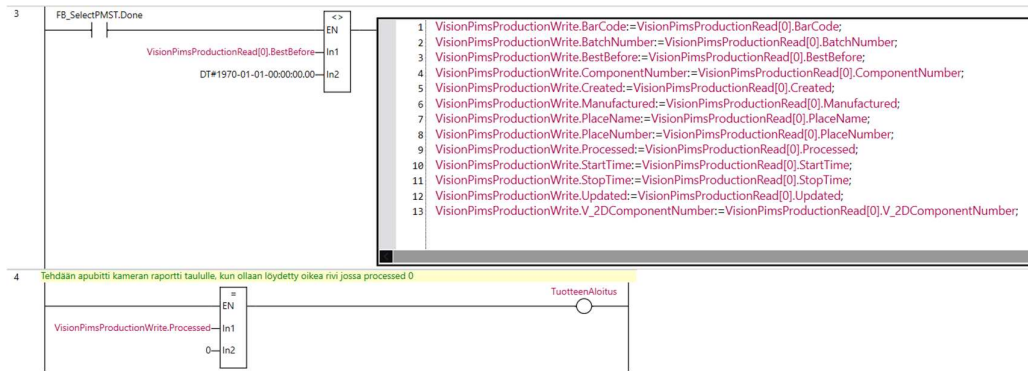 3
FB_SelectPMST.Done
<>
EN
VisionPimsProductionRead[0].BestBefore In1
DT#1970-01-01-00:00:00.00 In2
1 VisionPimsProductionWrite.BarCode:=VisionPimsProductionRead[0].BarCode;
2 VisionPimsProductionWrite.BatchNumber:=VisionPimsProductionRead[0].BatchNumber;
3 VisionPimsProductionWrite.BestBefore:=VisionPimsProductionRead[0].BestBefore;
4 VisionPimsProductionWrite.ComponentNumber:=VisionPimsProductionRead[0].ComponentNumber;
5 VisionPimsProductionWrite.Created:=VisionPimsProductionRead[0].Created;
6 VisionPimsProductionWrite.Manufactured:=VisionPimsProductionRead[0].Manufactured;
7 VisionPimsProductionWrite.PlaceName:=VisionPimsProductionRead[0].PlaceName;
8 VisionPimsProductionWrite.PlaceNumber:=VisionPimsProductionRead[0].PlaceNumber;
9 VisionPimsProductionWrite.Processed:=VisionPimsProductionRead[0].Processed;
10 VisionPimsProductionWrite.StartTime:=VisionPimsProductionRead[0].StartTime;
11 VisionPimsProductionWrite.StopTime:=VisionPimsProductionRead[0].StopTime;
12 VisionPimsProductionWrite.Updated:=VisionPimsProductionRead[0].Updated;
13 VisionPimsProductionWrite.V_2DComponentNumber:=VisionPimsProductionRead[0].V_2DComponentNumber;
4 Tehdään apubitti kameran raportti taululle, kun ollaan löydetty oikea rivi jossa processed 0
=
EN
TuotteenAloitus
VisionPimsProductionWrite.Processed In1
0 In2